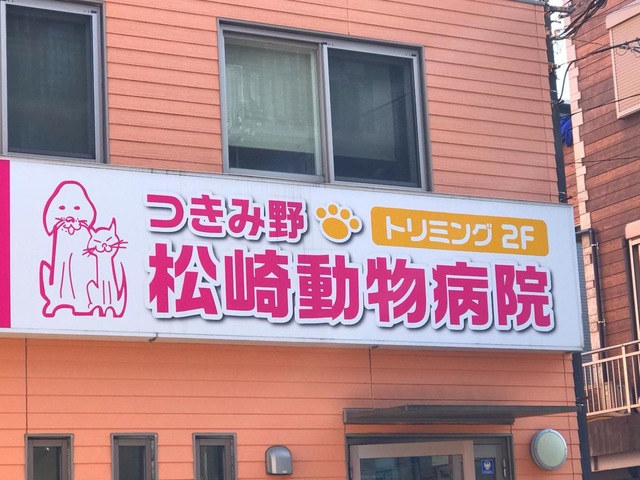 つきみ野
トリミング 2F
松崎動物病院